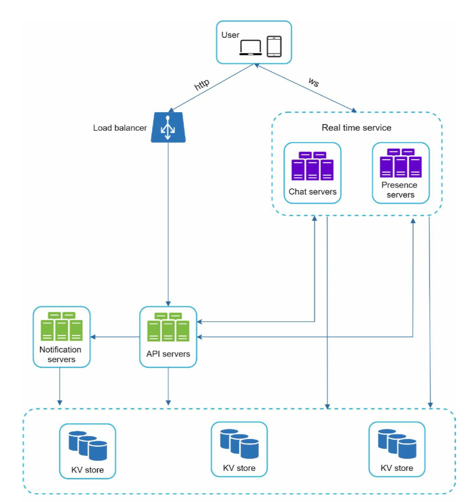 User
http
ws
Load balancer
Real time service
Chat servers
Presence
servers
Notification
servers
API servers
KV store
KV store
KV store